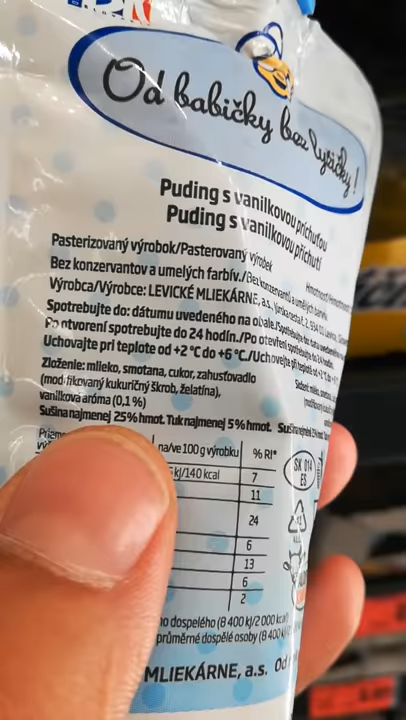 Od babičky bez lyžičky!
Puding s vanilkovou príchuťou
Puding s vanilkovou příchutí
Pasterizovaný výrobok/Pasterovaný výrobek
Bez konzervantov a umelých farbív./Bez konzervantů a umělých barviv.
Výrobca/Výrobce: LEVICKÉ MLIEKÁRNE, a.s.,
Spotrebujte do: dátumu uvedeného na obale./Spotřebujte do:
Po otvorení spotrebujte do 24 hodín./Po otevření spotřebujte do 24 hodin.
Uchovajte pri teplote od +2 °C do +6 °C./Uchovejte při teplotě od +2 °C
Zloženie: mlieko, smotana, cukor, zahusťovadlo
(modifikovaný kukuričný škrob, želatína),
vanilková aróma (0,1 %)
Sušina najmenej 25% hmot. Tuk najmenej 5% hmot.
na/ve 100 g výrobku % RI*
kJ/140 kcal 7
11
24
6
13
6
2
SK 014
ES
ho dospelého (8 400 kJ/2 000 kcal)
průměrné dospělé osoby (8 400 kJ/
MLIEKÁRNE, a.s. Od